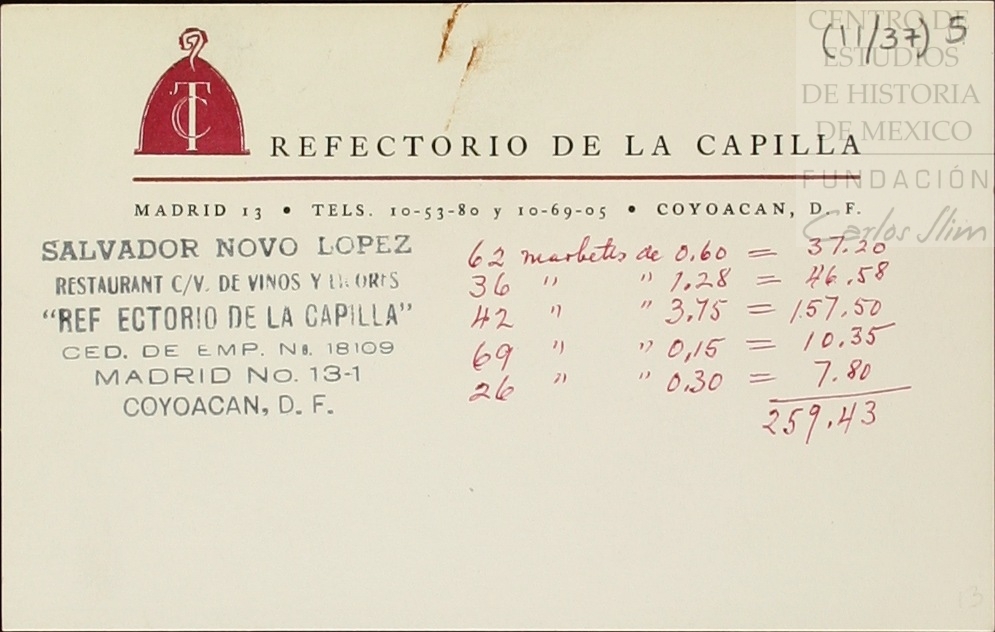 CENTRO DE
ESTUDIOS
DE HISTORIA
DE MEXICO
FUNDACIÓN
Carlos Slim
(11/37) 5
TC
REFECTORIO DE LA CAPILLA
MADRID 13 • TELS. 10-53-80 y 10-69-05 • COYOACAN, D. F.
SALVADOR NOVO LOPEZ
RESTAURANT C/V. DE VINOS Y LICORES
"REF ECTORIO DE LA CAPILLA"
CED. DE EMP. No. 18109
MADRID No. 13-1
COYOACAN, D. F.
62 marbetes de 0.60 = 37.20
36 " " 1.28 = 46.58
42 " " 3.75 = 157.50
69 " " 0,15 = 10.35
26 " " 0.30 = 7.80
259.43
13